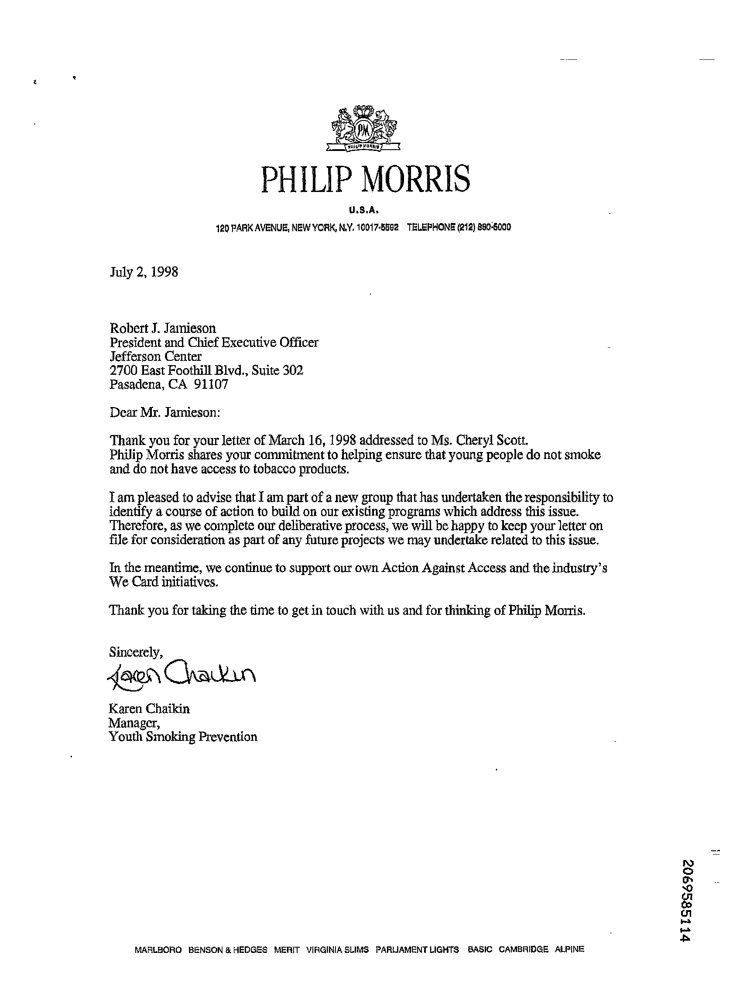 PM
PHILIP MORRIS
PHILIP MORRIS
U.S.A.
120 PARK AVENUE, NEW YORK, N.Y. 10017-5592 TELEPHONE (212) 880-5000
July 2, 1998
Robert J. Jamieson
President and Chief Executive Officer
Jefferson Center
2700 East Foothill Blvd., Suite 302
Pasadena, CA 91107
Dear Mr. Jamieson:
Thank you for your letter of March 16, 1998 addressed to Ms. Cheryl Scott.
Philip Morris shares your commitment to helping ensure that young people do not smoke
and do not have access to tobacco products.
I am pleased to advise that I am part of a new group that has undertaken the responsibility to
identify a course of action to build on our existing programs which address this issue.
Therefore, as we complete our deliberative process, we will be happy to keep your letter on
file for consideration as part of any future projects we may undertake related to this issue.
In the meantime, we continue to support our own Action Against Access and the industry's
We Card initiatives.
Thank you for taking the time to get in touch with us and for thinking of Philip Morris.
Sincerely,
Karen Chaikin
Karen Chaikin
Manager,
Youth Smoking Prevention
2069585114
MARLBORO BENSON & HEDGES MERIT VIRGINIA SLIMS PARLIAMENT LIGHTS BASIC CAMBRIDGE ALPINE